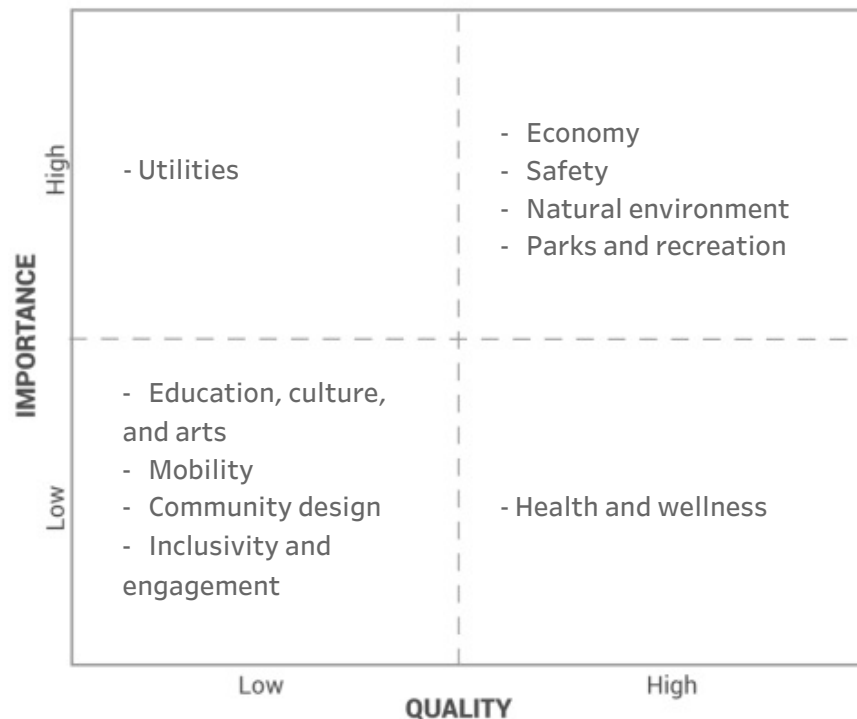 IMPORTANCE
High
Low
- Utilities
- Economy
- Safety
- Natural environment
- Parks and recreation
- Education, culture,
and arts
- Mobility
- Community design
- Inclusivity and
engagement
- Health and wellness
Low
High
QUALITY